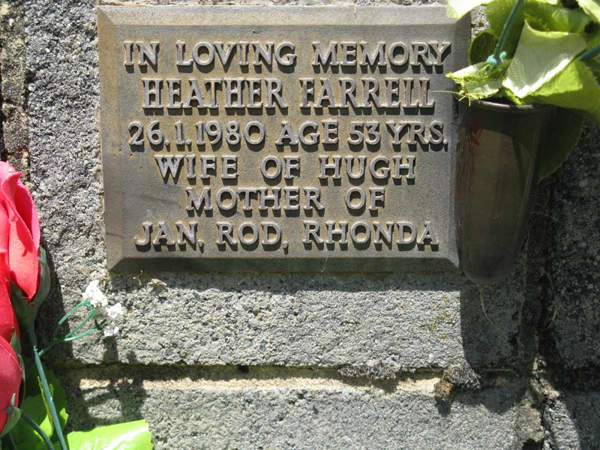 IN LOVING MEMORY
HEATHER FARRELL
26.1.1980 AGE 53 YRS.
WIFE OF HUGH
MOTHER OF
JAN, ROD, RHONDA